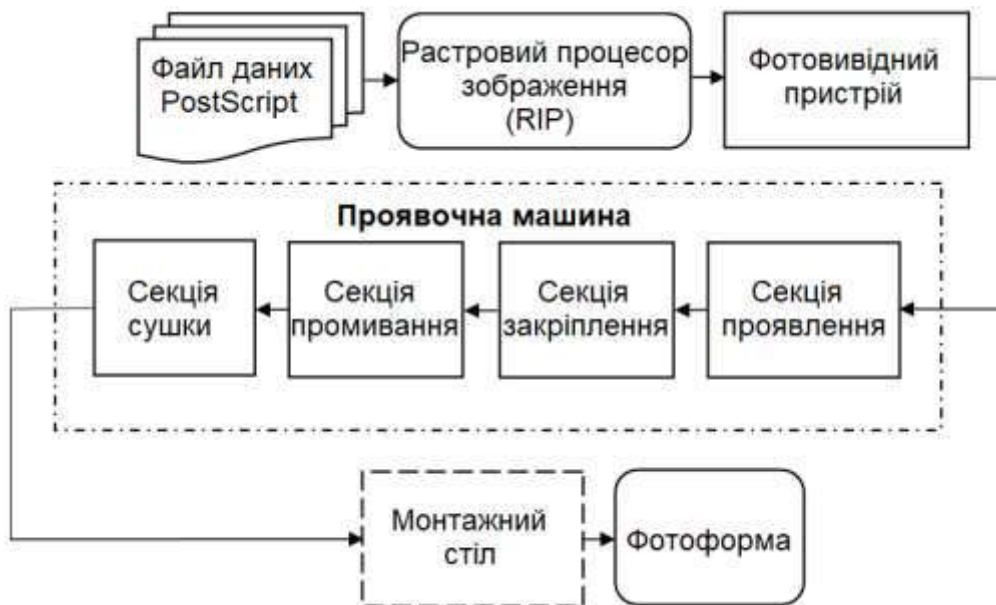 Файл даних
PostScript
Растровий процесор
зображення
(RIP)
Фотовивідний
пристрій
Проявочна машина
Секція
сушки
Секція
промивання
Секція
закріплення
Секція
проявлення
Монтажний
стіл
Фотоформа